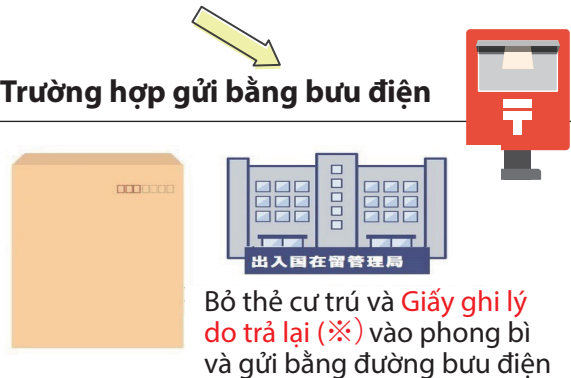 Trường hợp gửi bằng bưu điện
出入国在留管理局
Bỏ thẻ cư trú và Giấy ghi lý
do trả lại (※) vào phong bì
và gửi bằng đường bưu điện